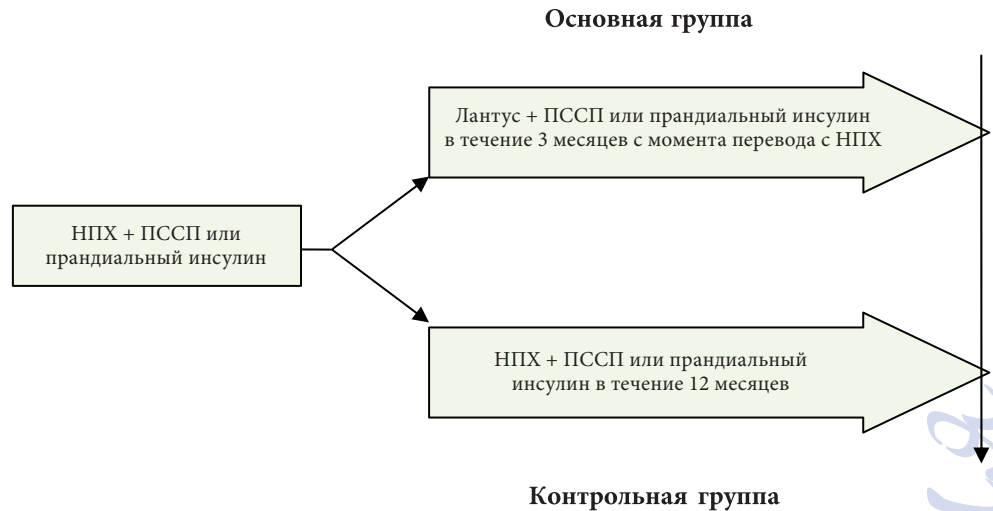 Основная группа
Лантус + ПССП или прандиальный инсулин
в течение 3 месяцев с момента перевода с НПХ
НПХ + ПССП или
прандиальный инсулин
НПХ + ПССП или прандиальный
инсулин в течение 12 месяцев
Контрольная группа